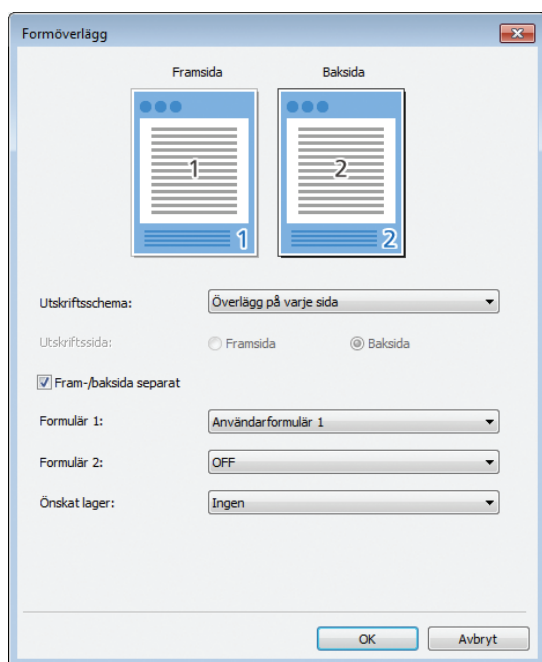 Formöverlägg
Framsida Baksida
1 2
1 2
Utskriftsschema: Överlägg på varje sida
Utskriftssida: Framsida Baksida
Fram-/baksida separat
Formulär 1: Användarformulär 1
Formulär 2: OFF
Önskat lager: Ingen
OK Avbryt